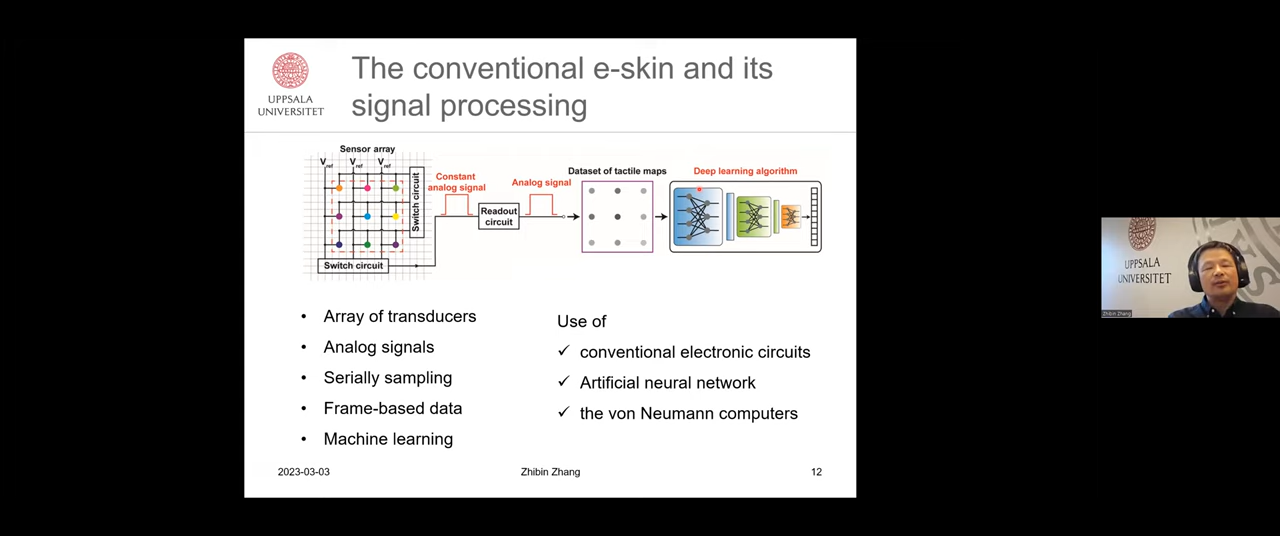 UPPSALA
UNIVERSITET
The conventional e-skin and its
signal processing
Sensor array
Vref Vref Vref
Switch circuit
Switch circuit
Constant
analog signal
Readout
circuit
Analog signal
Dataset of tactile maps
Deep learning algorithm
• Array of transducers
• Analog signals
• Serially sampling
• Frame-based data
• Machine learning
Use of
✓ conventional electronic circuits
✓ Artificial neural network
✓ the von Neumann computers
2023-03-03
Zhibin Zhang
12
UPPSALA
UNIVERSITET
Zhibin Zhang